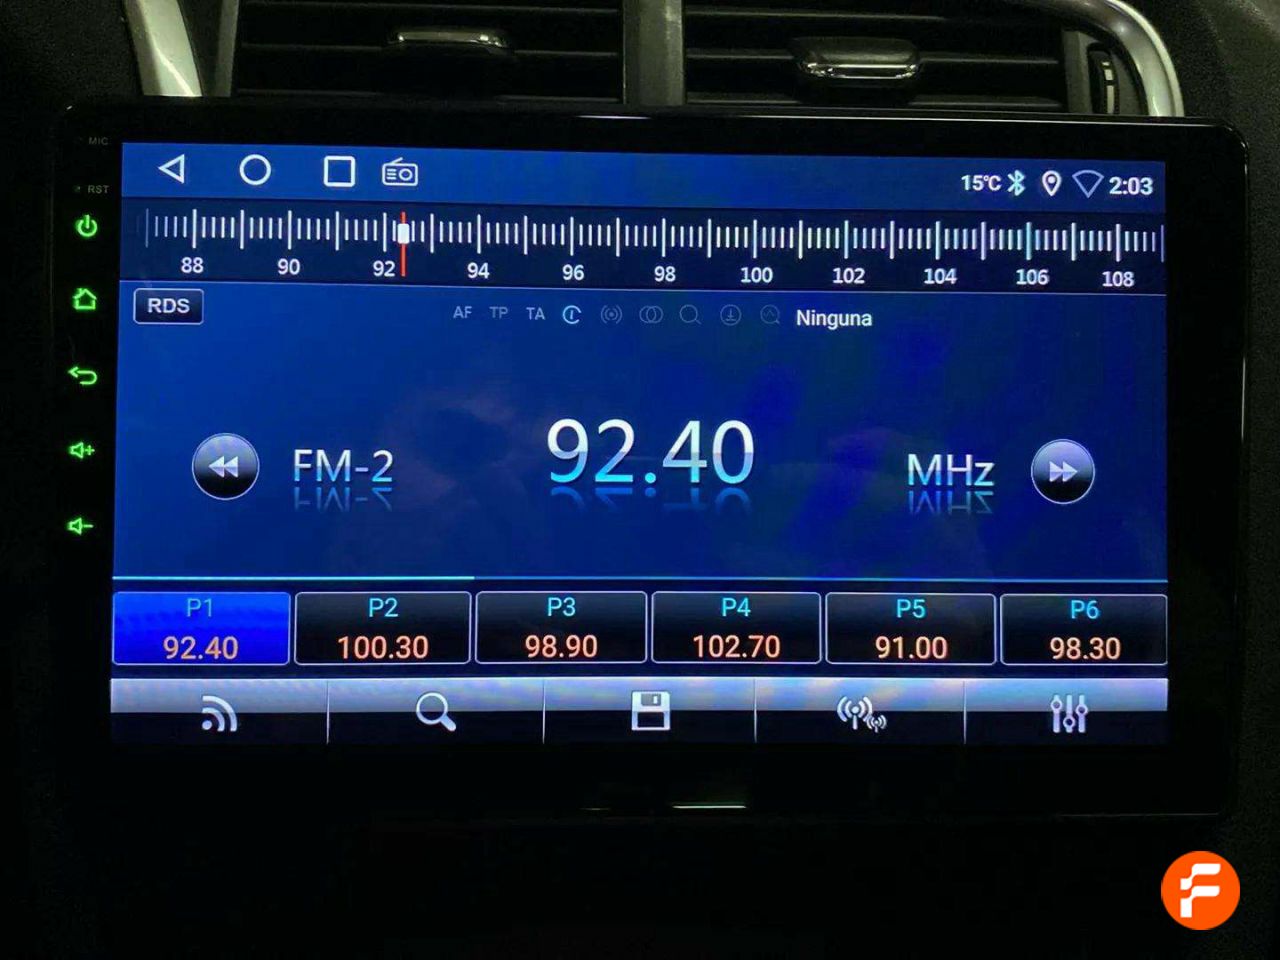 MIC
RST
15℃ 2:03
88 90 92 94 96 98 100 102 104 106 108
RDS AF TP TA Ninguna
FM-2 92.40 MHz
P1 P2 P3 P4 P5 P6
92.40 100.30 98.90 102.70 91.00 98.30
F